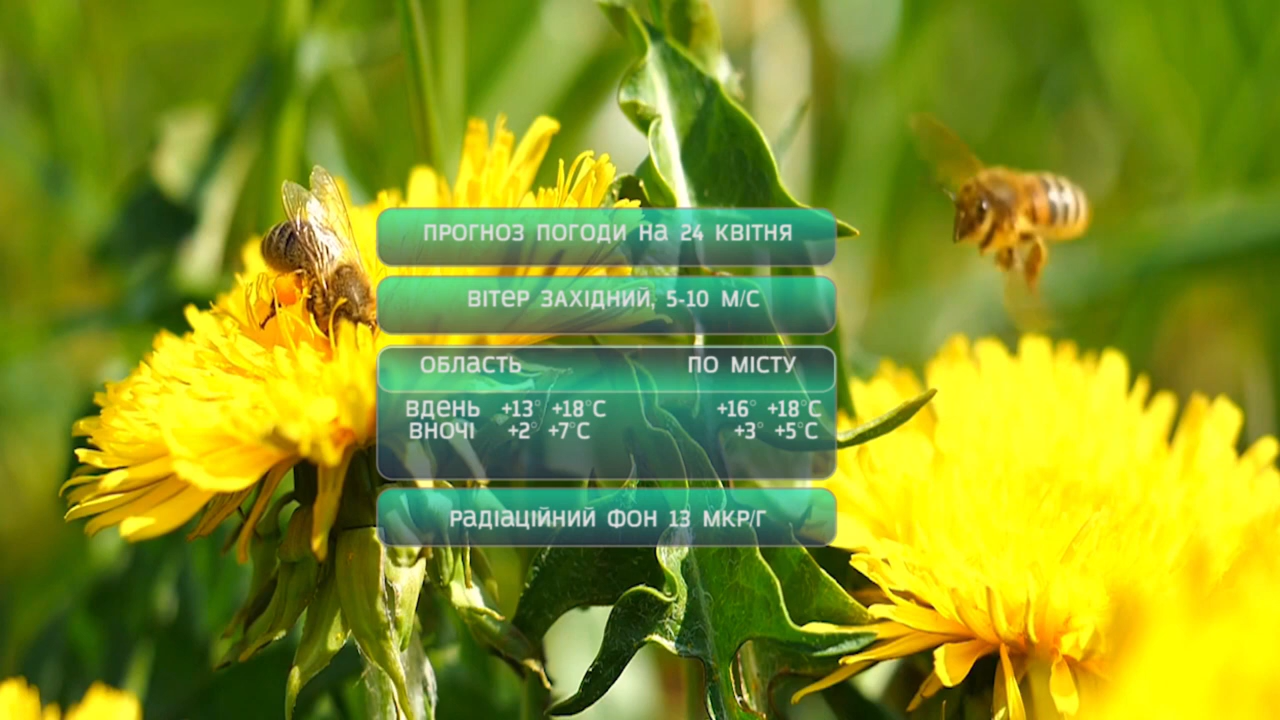 ПРОГНОЗ ПОГОДИ на 24 КВІТНЯ
ВІТЕР ЗАХІДНИЙ, 5-10 М/С
ОБЛАСТЬ ПО МІСТУ
ВДЕНЬ +13° +18°С +16° +18°С
ВНОЧІ +2° +7°С +3° +5°С
РАДІАЦІЙНИЙ ФОН 13 МКР/Г